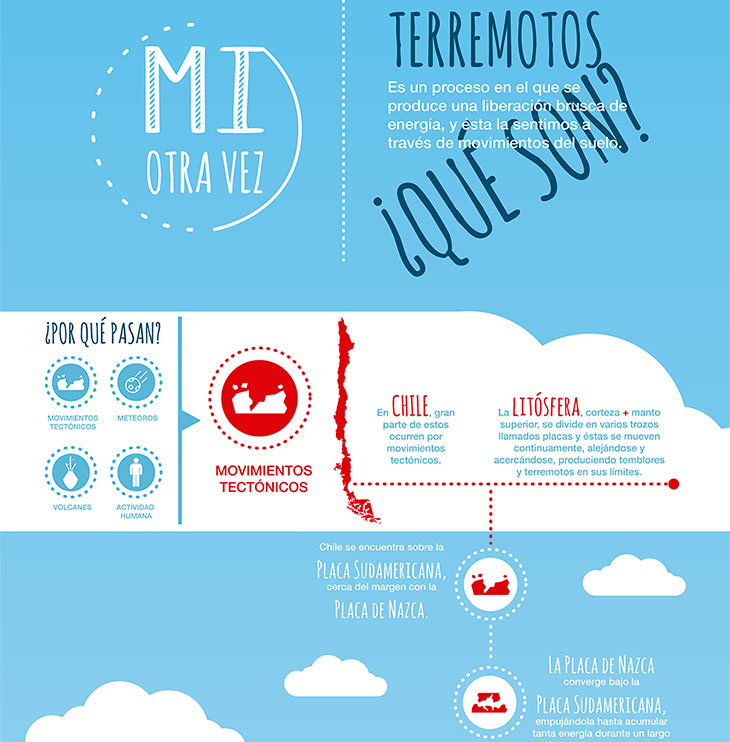 MI
OTRA VEZ
TERREMOTOS
¿QUÉ SON?
Es un proceso en el que se
produce una liberación brusca de
energía, y ésta la sentimos a
través de movimientos del suelo.
¿POR QUÉ PASAN?
MOVIMIENTOS
TECTÓNICOS
METEOROS
VOLCANES
ACTIVIDAD
HUMANA
MOVIMIENTOS
TECTÓNICOS
En CHILE, gran
parte de estos
ocurren por
movimientos
tectónicos.
La LITÓSFERA, corteza + manto
superior, se divide en varios trozos
llamados placas y éstas se mueven
continuamente, alejándose y
acercándose, produciendo temblores
y terremotos en sus límites.
Chile se encuentra sobre la
PLACA SUDAMERICANA,
cerca del margen con la
PLACA DE NAZCA.
LA PLACA DE NAZCA
converge bajo la
PLACA SUDAMERICANA,
empujándola hasta acumular
tanta energía durante un largo